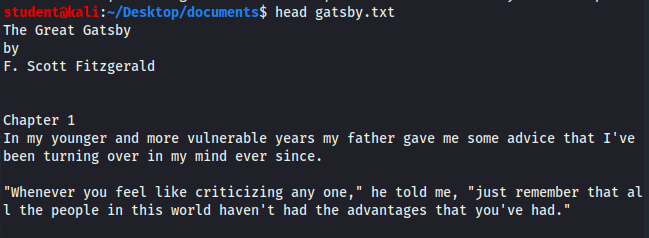 student@kali:~/Desktop/documents$ head gatsby.txt
The Great Gatsby
by
F. Scott Fitzgerald
Chapter 1
In my younger and more vulnerable years my father gave me some advice that I've
been turning over in my mind ever since.
"Whenever you feel like criticizing any one," he told me, "just remember that al
l the people in this world haven't had the advantages that you've had."